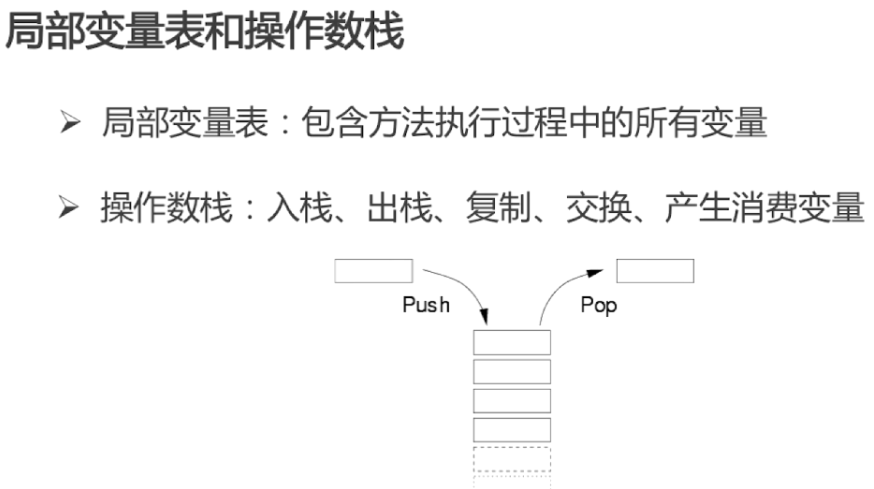 局部变量表和操作数栈
➢ 局部变量表：包含方法执行过程中的所有变量
➢ 操作数栈：入栈、出栈、复制、交换、产生消费变量
Push
Pop